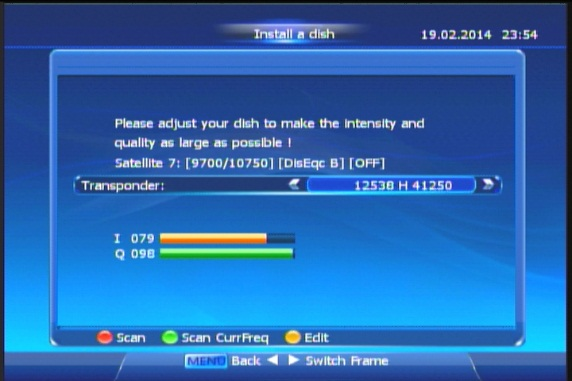 Install a dish 19.02.2014 23:54
Please adjust your dish to make the intensity and
quality as large as possible !
Satellite 7: [9700/10750] [DisEqc B] [OFF]
Transponder: 12538 H 41250
I 079
Q 098
Scan Scan CurrFreq Edit
MENU Back Switch Frame